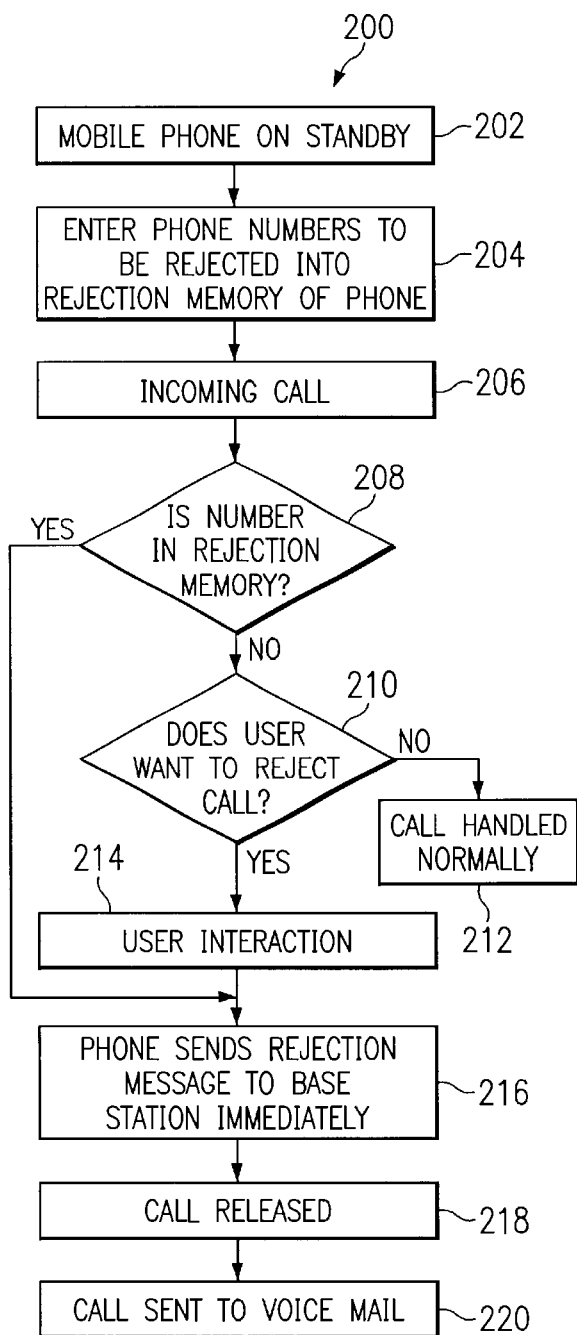 200
MOBILE PHONE ON STANDBY
202
ENTER PHONE NUMBERS TO
BE REJECTED INTO
REJECTION MEMORY OF PHONE
204
INCOMING CALL
206
208
YES
IS NUMBER
IN REJECTION
MEMORY?
NO
210
DOES USER
WANT TO REJECT
CALL?
NO
CALL HANDLED
NORMALLY
212
YES
214
USER INTERACTION
PHONE SENDS REJECTION
MESSAGE TO BASE
STATION IMMEDIATELY
216
CALL RELEASED
218
CALL SENT TO VOICE MAIL
220